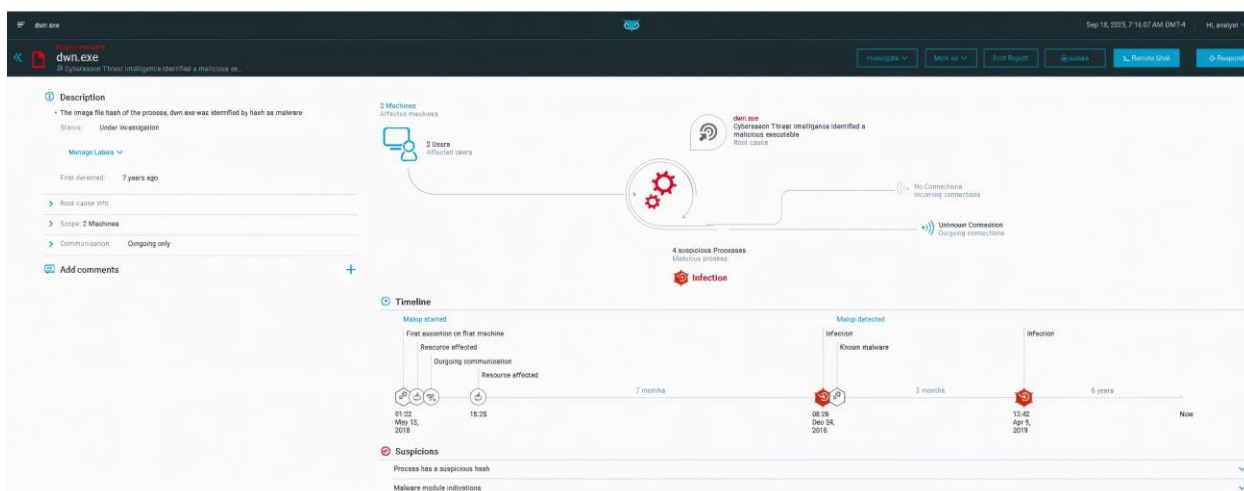 dwn.exe
Sep 18, 2025, 7:16:07 AM GMT-4
Hi, analyst
dwn.exe
Cybereason Threat Intelligence identified a malicious ex..
Investigate
Mark as
Print Report
Isolate
Remote Shell
Respond
Description
• The image file hash of the process, dwn.exe was identified by hash as malware
Status: Under Investigation
Manage Labels
First detected: 7 years ago
Root cause info
Scope: 2 Machines
Communication: Outgoing only
Add comments
2 Machines
Affected machines
2 Users
Affected users
dwn.exe
Cybereason Threat Intelligence identified a
malicious executable
Root cause
No Connections
Incoming connections
Unknown Connection
Outgoing connections
4 suspicious Processes
Malicious process
Infection
Timeline
Malop started
Malop detected
First execution on first machine
Infection
Infection
Resource affected
Known malware
Outgoing communication
Resource affected
7 months
3 months
6 years
01:22
18:25
12:42
Now
May 13,
Apr 9,
2018
2019
Suspicions
Process has a suspicious hash
Malware module indications